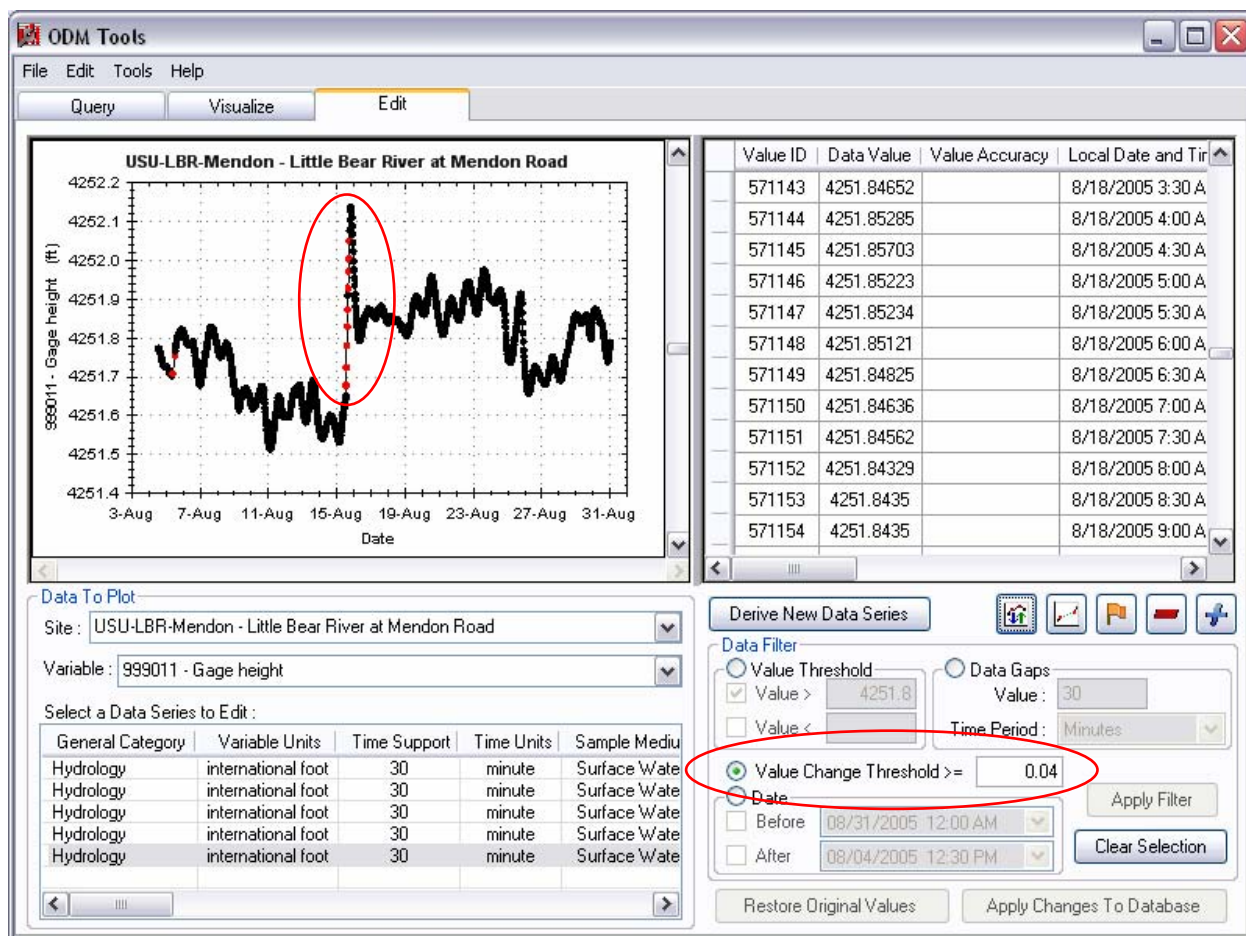 ODM Tools
File Edit Tools Help
Query Visualize Edit
USU-LBR-Mendon - Little Bear River at Mendon Road
999011 - Gage height (ft)
4252.2
4252.1
4252.0
4251.9
4251.8
4251.7
4251.6
4251.5
4251.4
3-Aug 7-Aug 11-Aug 15-Aug 19-Aug 23-Aug 27-Aug 31-Aug
Date
Value ID Data Value Value Accuracy Local Date and Tir
571143 4251.84652 8/18/2005 3:30 A
571144 4251.85285 8/18/2005 4:00 A
571145 4251.85703 8/18/2005 4:30 A
571146 4251.85223 8/18/2005 5:00 A
571147 4251.85234 8/18/2005 5:30 A
571148 4251.85121 8/18/2005 6:00 A
571149 4251.84825 8/18/2005 6:30 A
571150 4251.84636 8/18/2005 7:00 A
571151 4251.84562 8/18/2005 7:30 A
571152 4251.84329 8/18/2005 8:00 A
571153 4251.8435 8/18/2005 8:30 A
571154 4251.8435 8/18/2005 9:00 A
Data To Plot
Site : USU-LBR-Mendon - Little Bear River at Mendon Road
Variable : 999011 - Gage height
Select a Data Series to Edit :
General Category Variable Units Time Support Time Units Sample Mediu
Hydrology international foot 30 minute Surface Wate
Hydrology international foot 30 minute Surface Wate
Hydrology international foot 30 minute Surface Wate
Hydrology international foot 30 minute Surface Wate
Hydrology international foot 30 minute Surface Wate
Derive New Data Series
Data Filter
Value Threshold
Value > 4251.8
Value <
Data Gaps
Value : 30
Time Period : Minutes
Value Change Threshold >= 0.04
Date
Before 08/31/2005 12:00 AM
After 08/04/2005 12:30 PM
Apply Filter
Clear Selection
Restore Original Values Apply Changes To Database